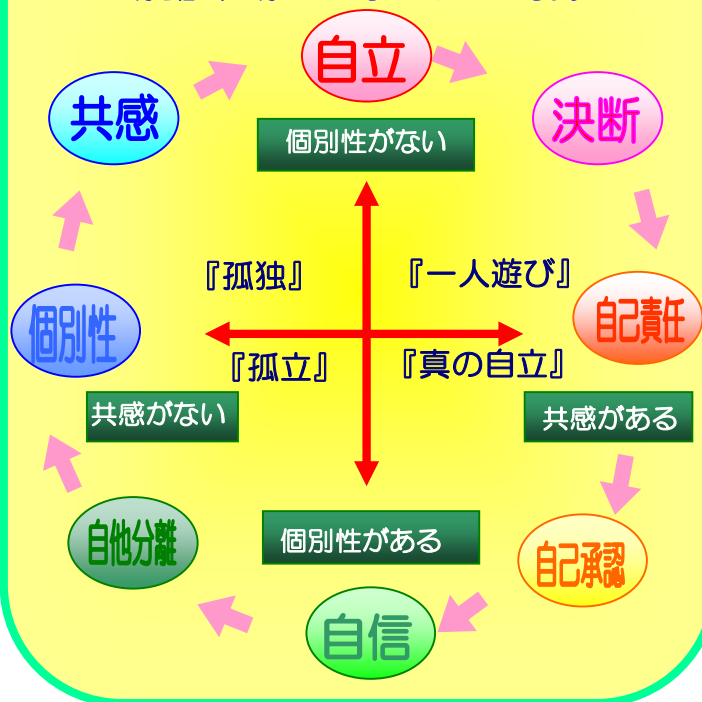 自立
共感
決断
個別性がない
『孤独』
『一人遊び』
個別性
自己責任
『孤立』
『真の自立』
共感がない
共感がある
自他分離
個別性がある
自己承認
自信